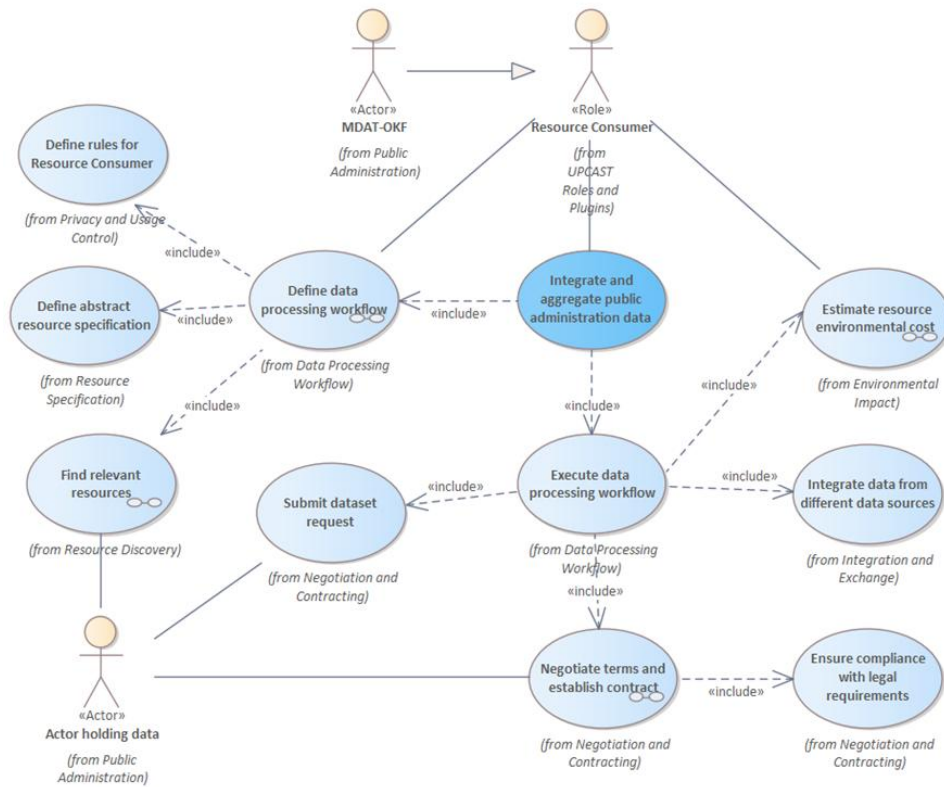 «Actor»
MDAT-OKF
(from Public
Administration)
«Role»
Resource Consumer
(from
UPCAST
Roles and
Plugins)
Define rules for
Resource Consumer
(from Privacy and Usage
Control)
«include»
Define abstract
resource specification
(from Resource
Specification)
«include»
Define data
processing workflow
(from Data Processing
Workflow)
«include»
Integrate and
aggregate public
administration data
Estimate resource
environmental cost
(from Environmental
Impact)
«include»
«include»
«include»
Find relevant
resources
(from Resource Discovery)
Submit dataset
request
(from Negotiation and
Contracting)
«include»
Execute data
processing workflow
(from Data Processing
Workflow)
«include»
Integrate data from
different data sources
(from Integration and
Exchange)
«include»
«Actor»
Actor holding data
(from Public
Administration)
Negotiate terms and
establish contract
(from Negotiation and
Contracting)
«include»
Ensure compliance
with legal
requirements
(from Negotiation and
Contracting)